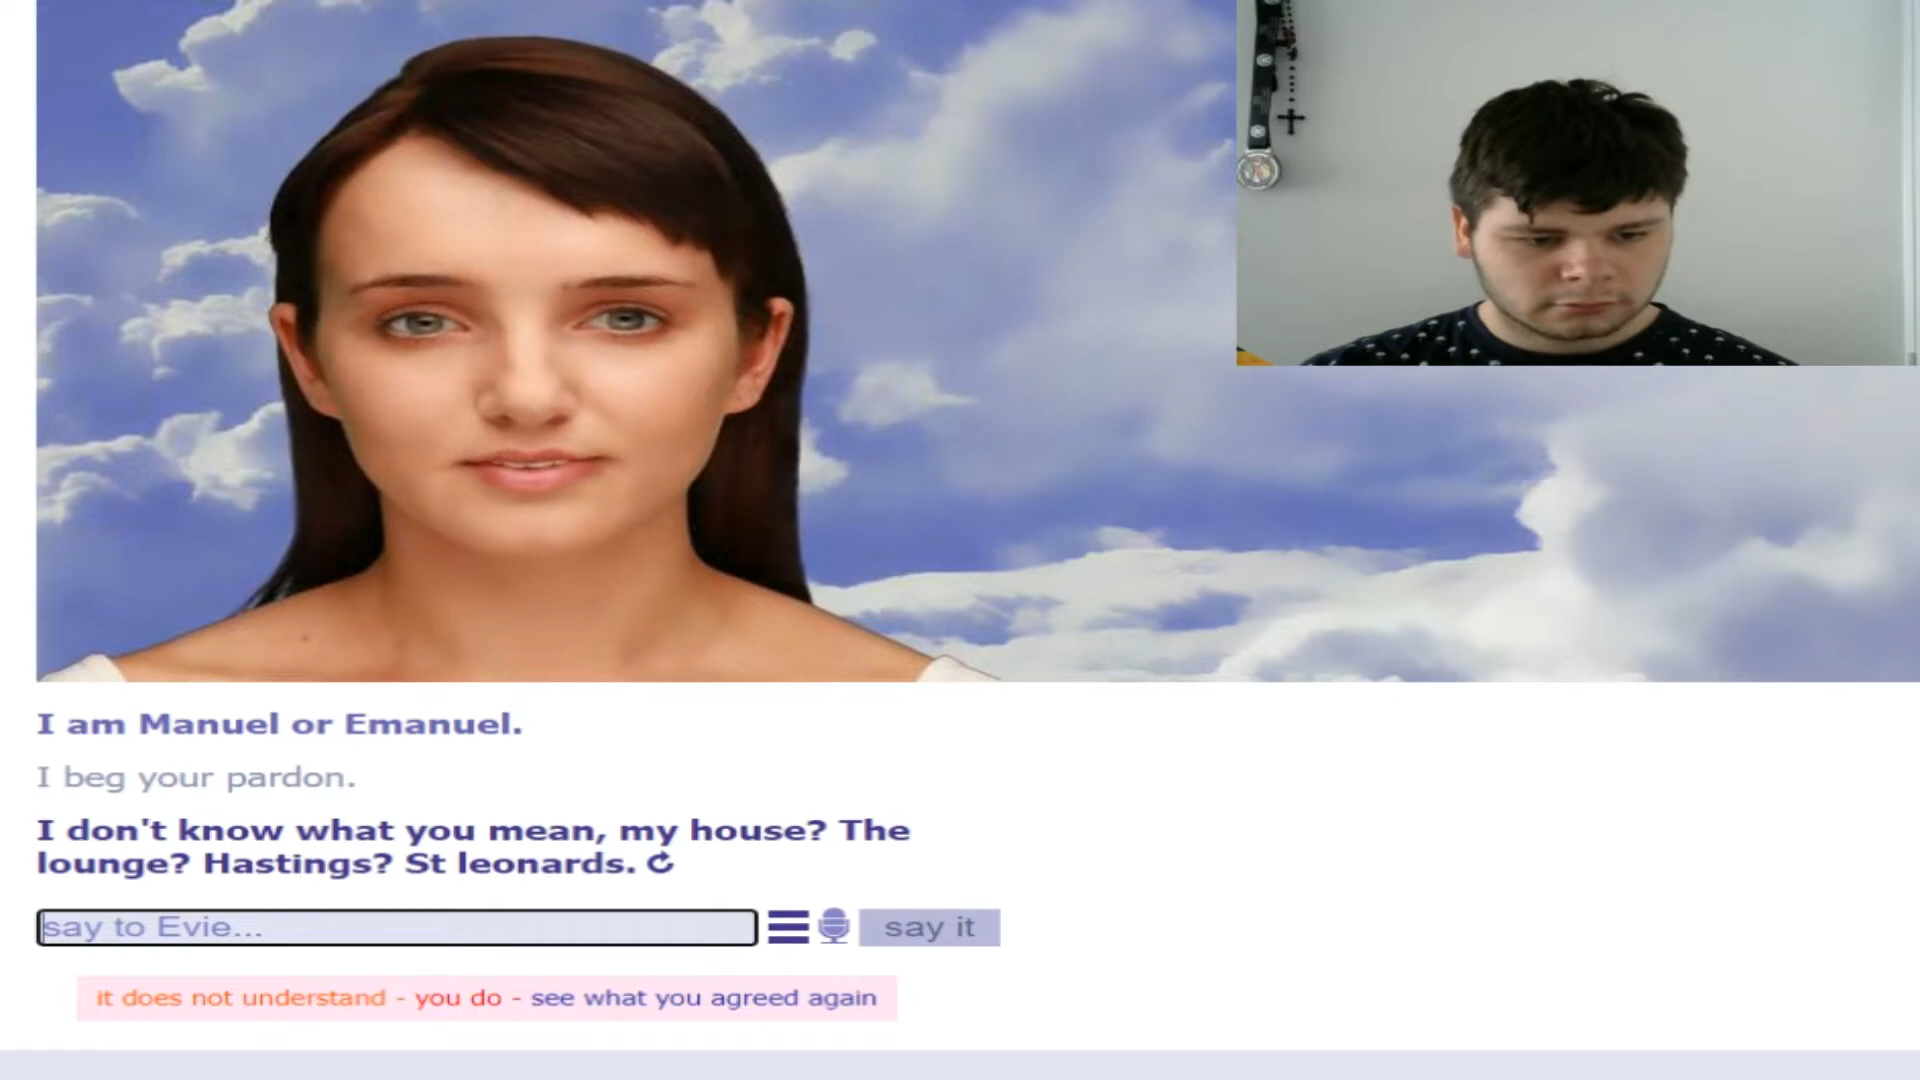 I am Manuel or Emanuel.
I beg your pardon.
I don't know what you mean, my house? The
lounge? Hastings? St leonards.
say to Evie...
say it
it does not understand - you do - see what you agreed again